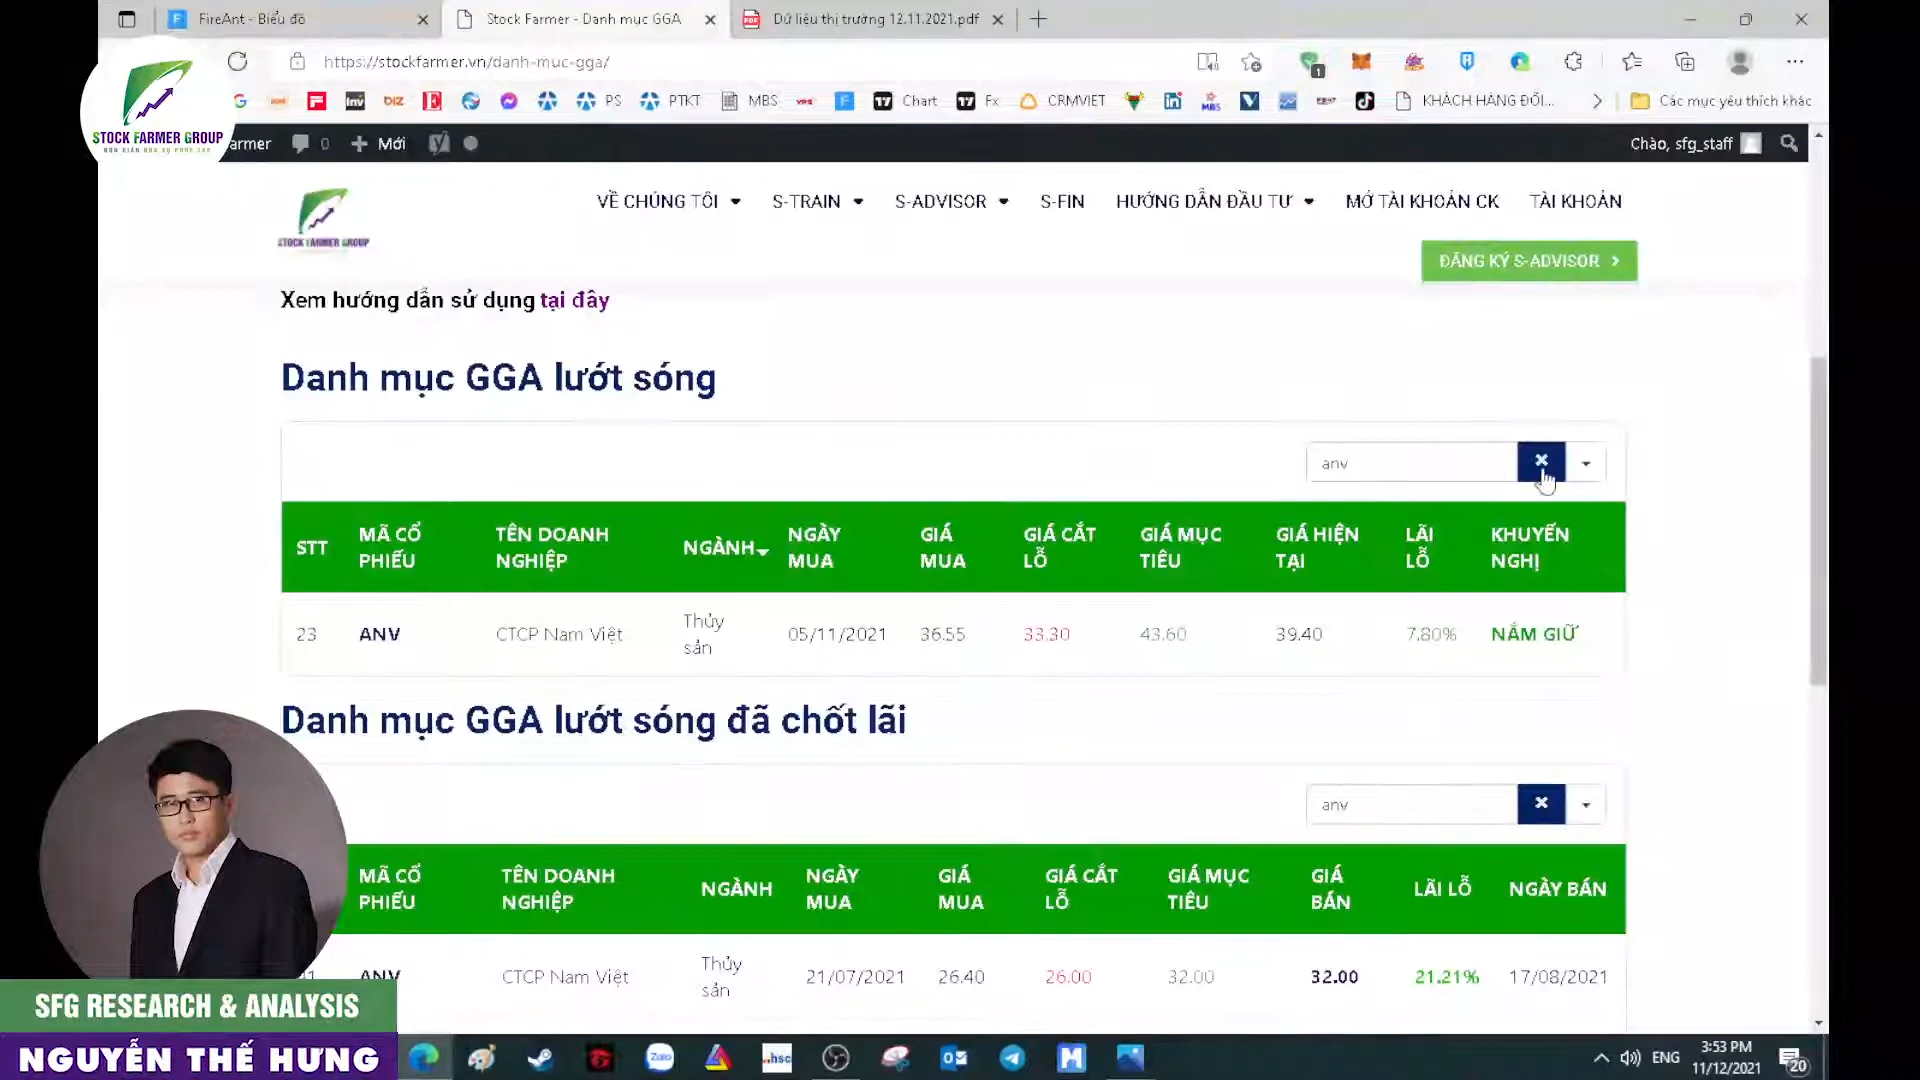 FireAnt - Biểu đồ
Stock Farmer - Danh mục GGA
Dữ liệu thị trường 12.11.2021.pdf
https://stockfarmer.vn/danh-muc-gga/
1
PS
PTKT
MBS
Chart
Fx
CRMVIET
MBS
KHÁCH HÀNG ĐỐI...
Các mục yêu thích khác
STOCK FARMER GROUP
armer
0
Mới
Chào, sfg_staff
STOCK FARMER GROUP
VỀ CHÚNG TÔI
S-TRAIN
S-ADVISOR
S-FIN
HƯỚNG DẪN ĐẦU TƯ
MỞ TÀI KHOẢN CK
TÀI KHOẢN
ĐĂNG KÝ S-ADVISOR
Xem hướng dẫn sử dụng tại đây
Danh mục GGA lướt sóng
anv
STT MÃ CỔ PHIẾU TÊN DOANH NGHIỆP NGÀNH NGÀY MUA GIÁ MUA GIÁ CẮT LỖ GIÁ MỤC TIÊU GIÁ HIỆN TẠI LÃI LỖ KHUYẾN NGHỊ
23 ANV CTCP Nam Việt Thủy sản 05/11/2021 36.55 33.30 43.60 39.40 7.80% NẮM GIỮ
Danh mục GGA lướt sóng đã chốt lãi
anv
MÃ CỔ PHIẾU TÊN DOANH NGHIỆP NGÀNH NGÀY MUA GIÁ MUA GIÁ CẮT LỖ GIÁ MỤC TIÊU GIÁ BÁN LÃI LỖ NGÀY BÁN
ANV CTCP Nam Việt Thủy sản 21/07/2021 26.40 26.00 32.00 32.00 21.21% 17/08/2021
SFG RESEARCH & ANALYSIS
NGUYỄN THẾ HƯNG
Zalo
hsc
ENG
3:53 PM
11/12/2021
20